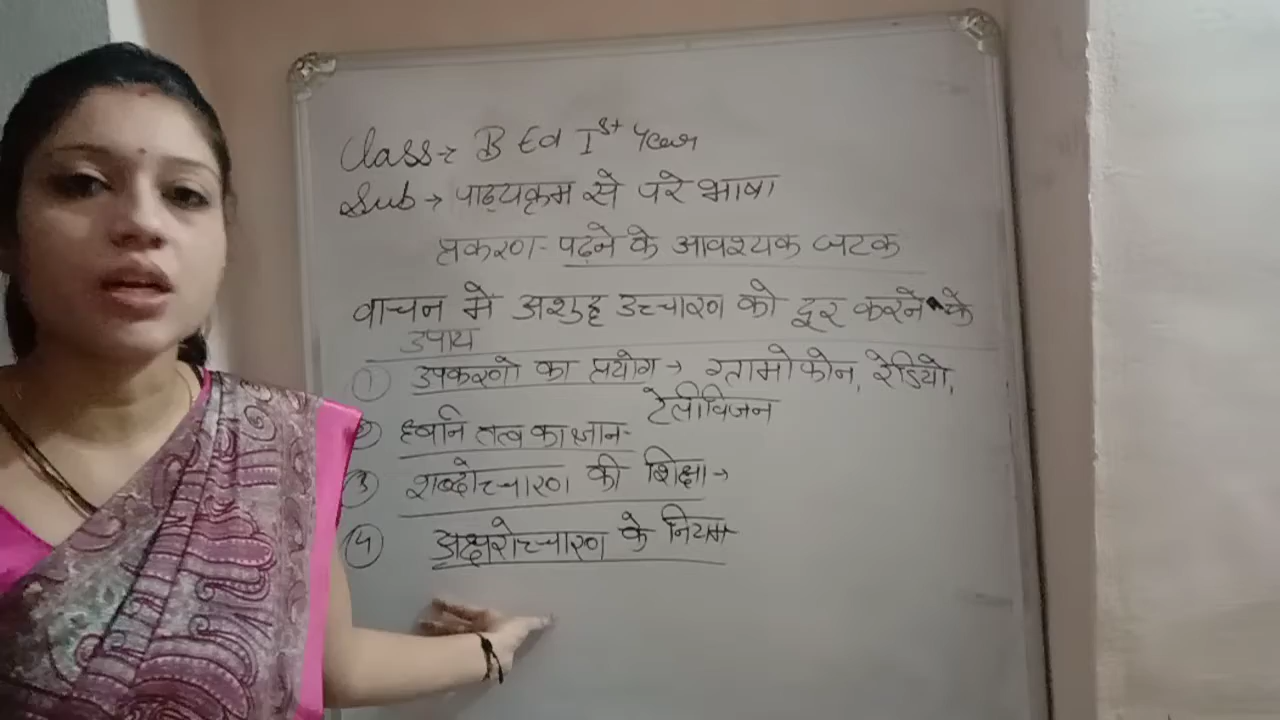 Class → B Ed Ist Year
Sub → पाठ्यक्रम से परे भाषा
प्रकरण- पढ़ने के आवश्यक घटक
वाचन में अशुद्ध उच्चारण को दूर करने के
उपाय
① उपकरणो का प्रयोग → ग्रामोफोन, रेडियो,
टेलीविजन
② ध्वनि तत्व का ज्ञान-
③ शब्दोच्चारण की शिक्षा →
④ अक्षरोच्चारण के नियम